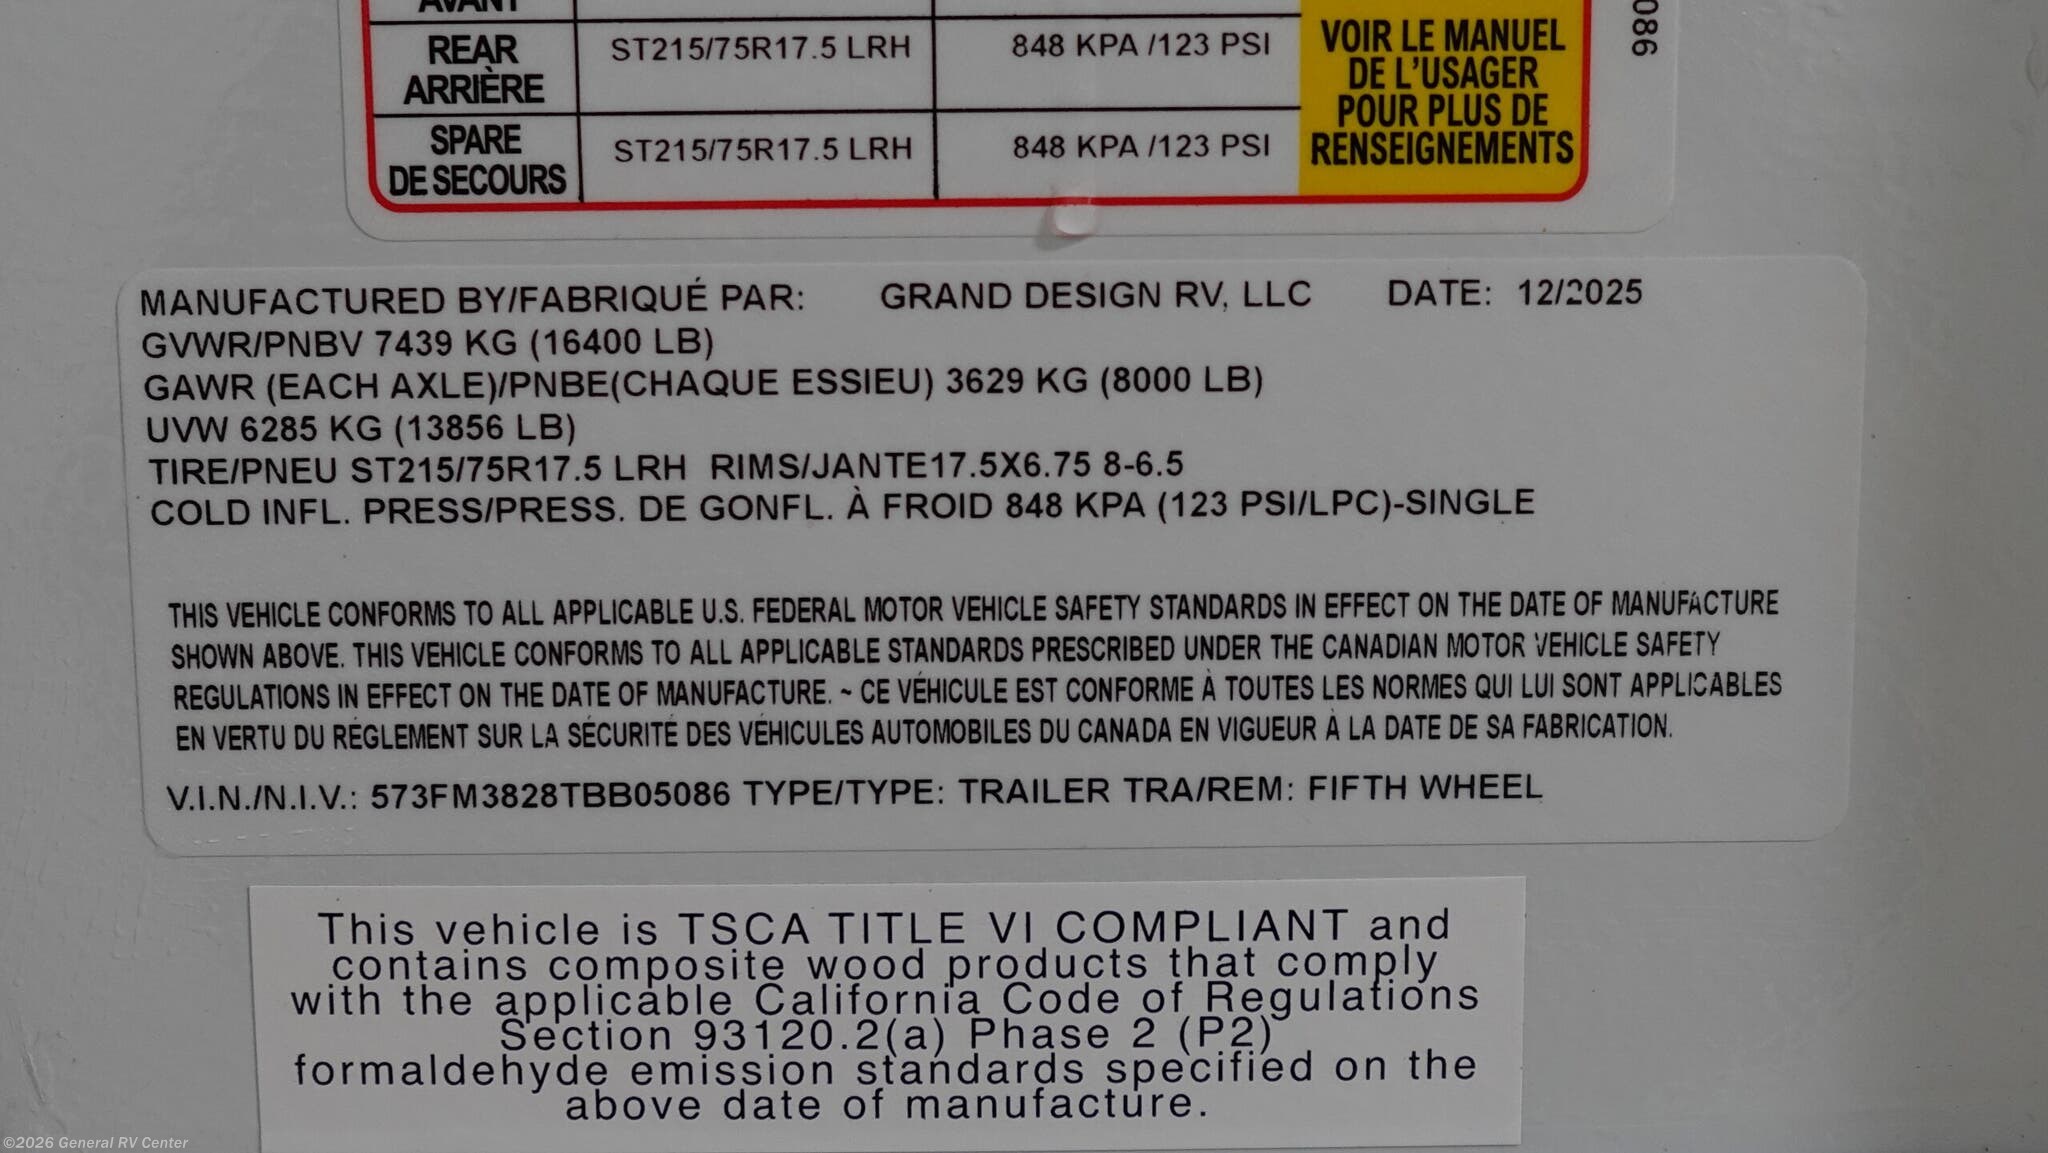 AVANT
REAR
ARRIÈRE
ST215/75R17.5 LRH
848 KPA /123 PSI
SPARE
DE SECOURS
ST215/75R17.5 LRH
848 KPA /123 PSI
VOIR LE MANUEL
DE L'USAGER
POUR PLUS DE
RENSEIGNEMENTS
086
MANUFACTURED BY/FABRIQUÉ PAR: GRAND DESIGN RV, LLC DATE: 12/2025
GVWR/PNBV 7439 KG (16400 LB)
GAWR (EACH AXLE)/PNBE(CHAQUE ESSIEU) 3629 KG (8000 LB)
UVW 6285 KG (13856 LB)
TIRE/PNEU ST215/75R17.5 LRH RIMS/JANTE17.5X6.75 8-6.5
COLD INFL. PRESS/PRESS. DE GONFL. À FROID 848 KPA (123 PSI/LPC)-SINGLE
THIS VEHICLE CONFORMS TO ALL APPLICABLE U.S. FEDERAL MOTOR VEHICLE SAFETY STANDARDS IN EFFECT ON THE DATE OF MANUFACTURE
SHOWN ABOVE. THIS VEHICLE CONFORMS TO ALL APPLICABLE STANDARDS PRESCRIBED UNDER THE CANADIAN MOTOR VEHICLE SAFETY
REGULATIONS IN EFFECT ON THE DATE OF MANUFACTURE. ~ CE VÉHICULE EST CONFORME À TOUTES LES NORMES QUI LUI SONT APPLICABLES
EN VERTU DU RÉGLEMENT SUR LA SÉCURITÉ DES VÉHICULES AUTOMOBILES DU CANADA EN VIGUEUR À LA DATE DE SA FABRICATION.
V.I.N./N.I.V.: 573FM3828TBB05086 TYPE/TYPE: TRAILER TRA/REM: FIFTH WHEEL
This vehicle is TSCA TITLE VI COMPLIANT and
contains composite wood products that comply
with the applicable California Code of Regulations
Section 93120.2(a) Phase 2 (P2)
formaldehyde emission standards specified on the
above date of manufacture.
©2026 General RV Center